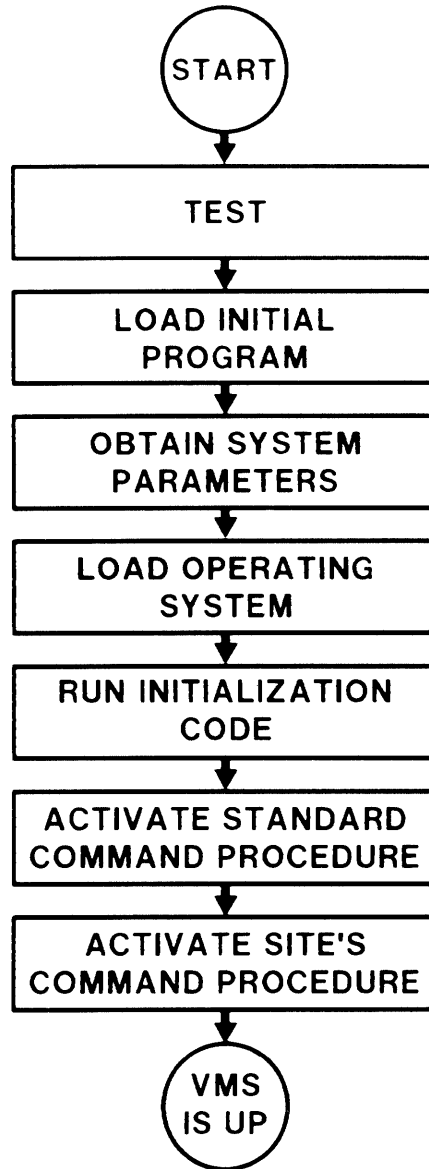 START
TEST
LOAD INITIAL
PROGRAM
OBTAIN SYSTEM
PARAMETERS
LOAD OPERATING
SYSTEM
RUN INITIALIZATION
CODE
ACTIVATE STANDARD
COMMAND PROCEDURE
ACTIVATE SITE'S
COMMAND PROCEDURE
VMS
IS UP